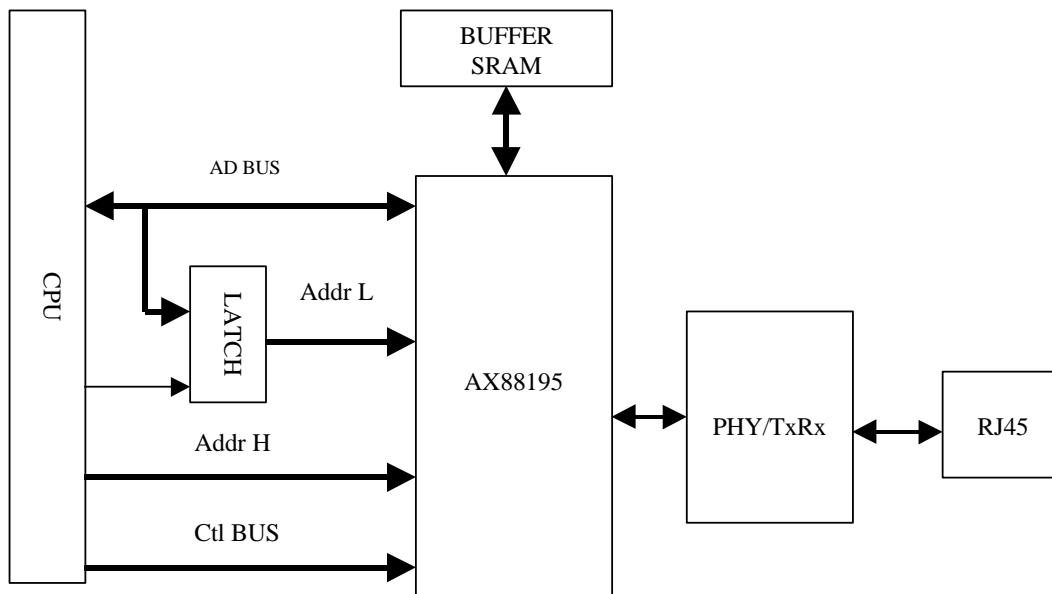 BUFFER
SRAM
AD BUS
CPU
LATCH
Addr L
AX88195
PHY/TxRx
RJ45
Addr H
Ctl BUS